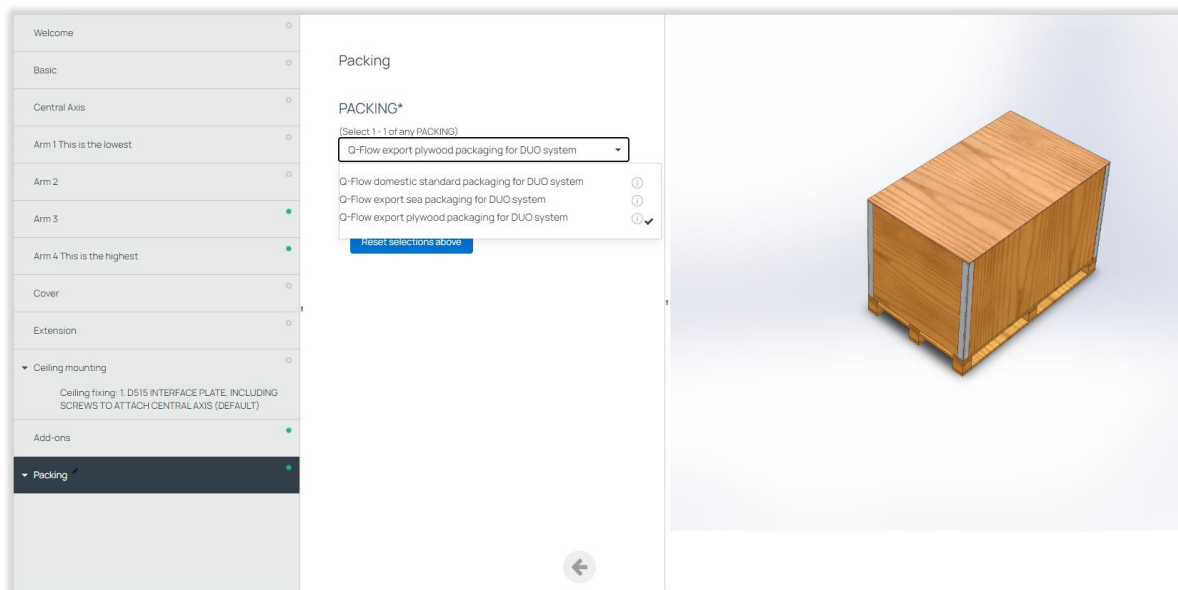 Welcome
Basic
Central Axis
Arm 1 This is the lowest
Arm 2
Arm 3
Arm 4 This is the highest
Cover
Extension
Ceiling mounting
Ceiling fixing: 1. D515 INTERFACE PLATE, INCLUDING
SCREWS TO ATTACH CENTRAL AXIS (DEFAULT)
Add-ons
Packing
Packing
PACKING*
(Select 1 - 1 of any PACKING)
Q-Flow export plywood packaging for DUO system
Q-Flow domestic standard packaging for DUO system
Q-Flow export sea packaging for DUO system
Q-Flow export plywood packaging for DUO system
Reset selections above